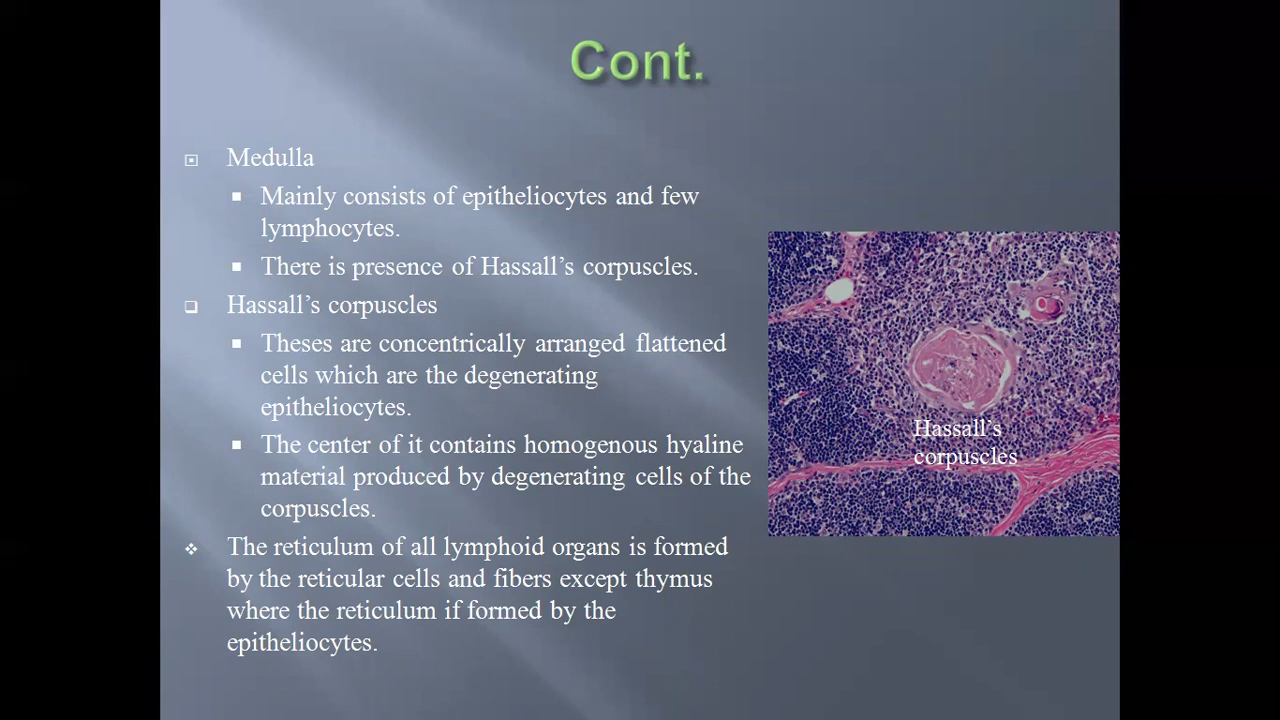 Cont.
Medulla
Mainly consists of epitheliocytes and few
lymphocytes.
There is presence of Hassall’s corpuscles.
Hassall’s corpuscles
Theses are concentrically arranged flattened
cells which are the degenerating
epitheliocytes.
The center of it contains homogenous hyaline
material produced by degenerating cells of the
corpuscles.
The reticulum of all lymphoid organs is formed
by the reticular cells and fibers except thymus
where the reticulum if formed by the
epitheliocytes.
Hassall’s
corpuscles